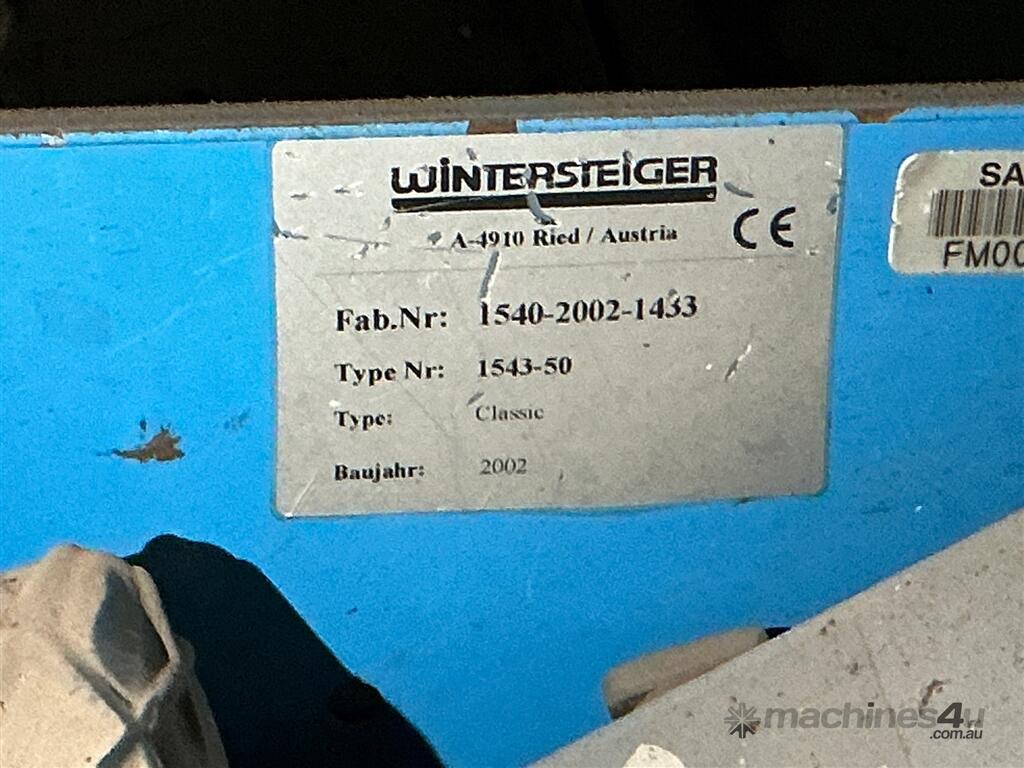 WINTERSTEIGER
A-4910 Ried / Austria
CE
Fab.Nr: 1540-2002-1433
Type Nr: 1543-50
Type: Classic
Baujahr: 2002
SA
FM00
machines4u
.com.au